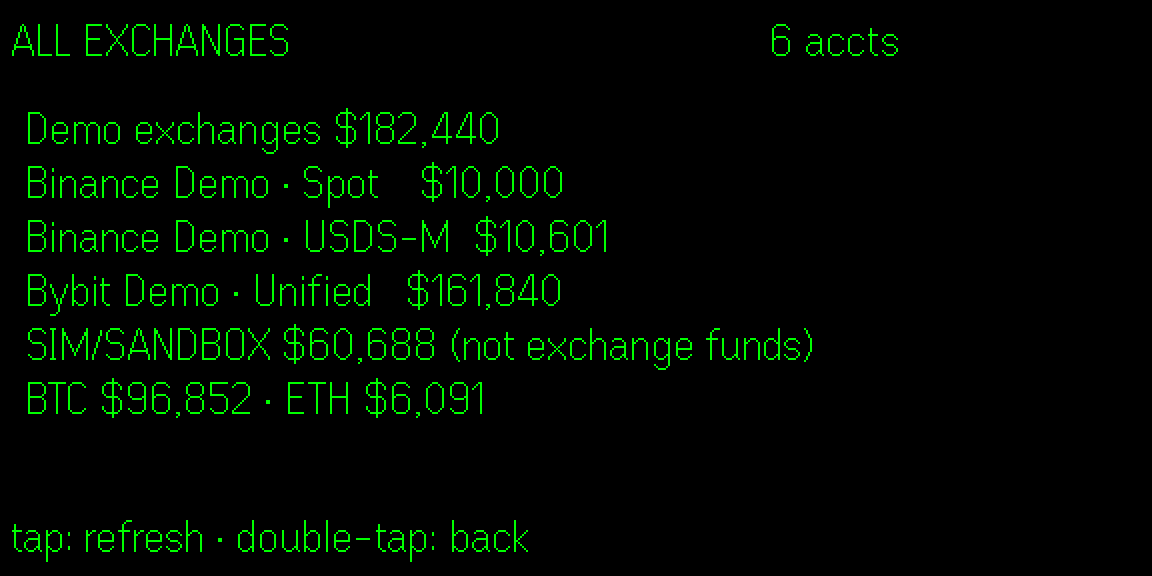 ALL EXCHANGES 6 accts
Demo exchanges $182,440
Binance Demo · Spot $10,000
Binance Demo · USDS-M $10,601
Bybit Demo · Unified $161,840
SIM/SANDBOX $60,688 (not exchange funds)
BTC $96,852 · ETH $6,091
tap: refresh · double-tap: back